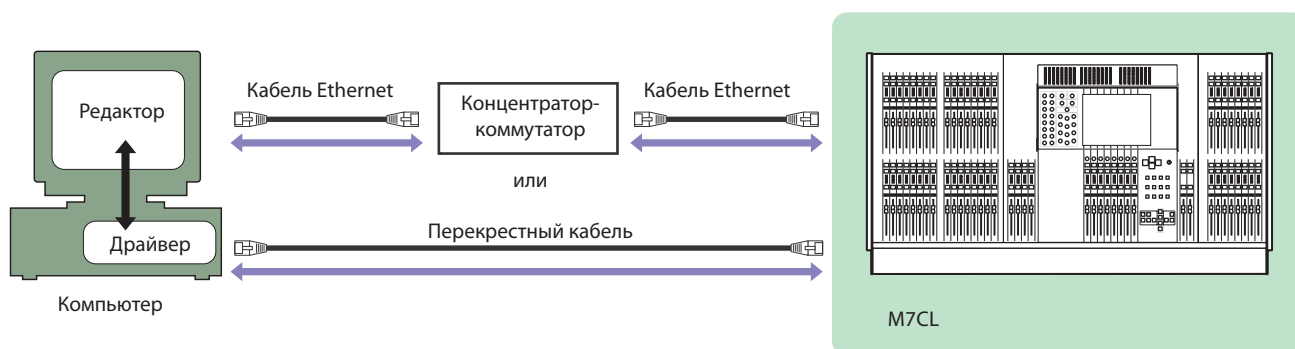 Редактор
Драйвер
Компьютер
Кабель Ethernet
Концентратор-
коммутатор
Кабель Ethernet
или
Перекрестный кабель
M7CL